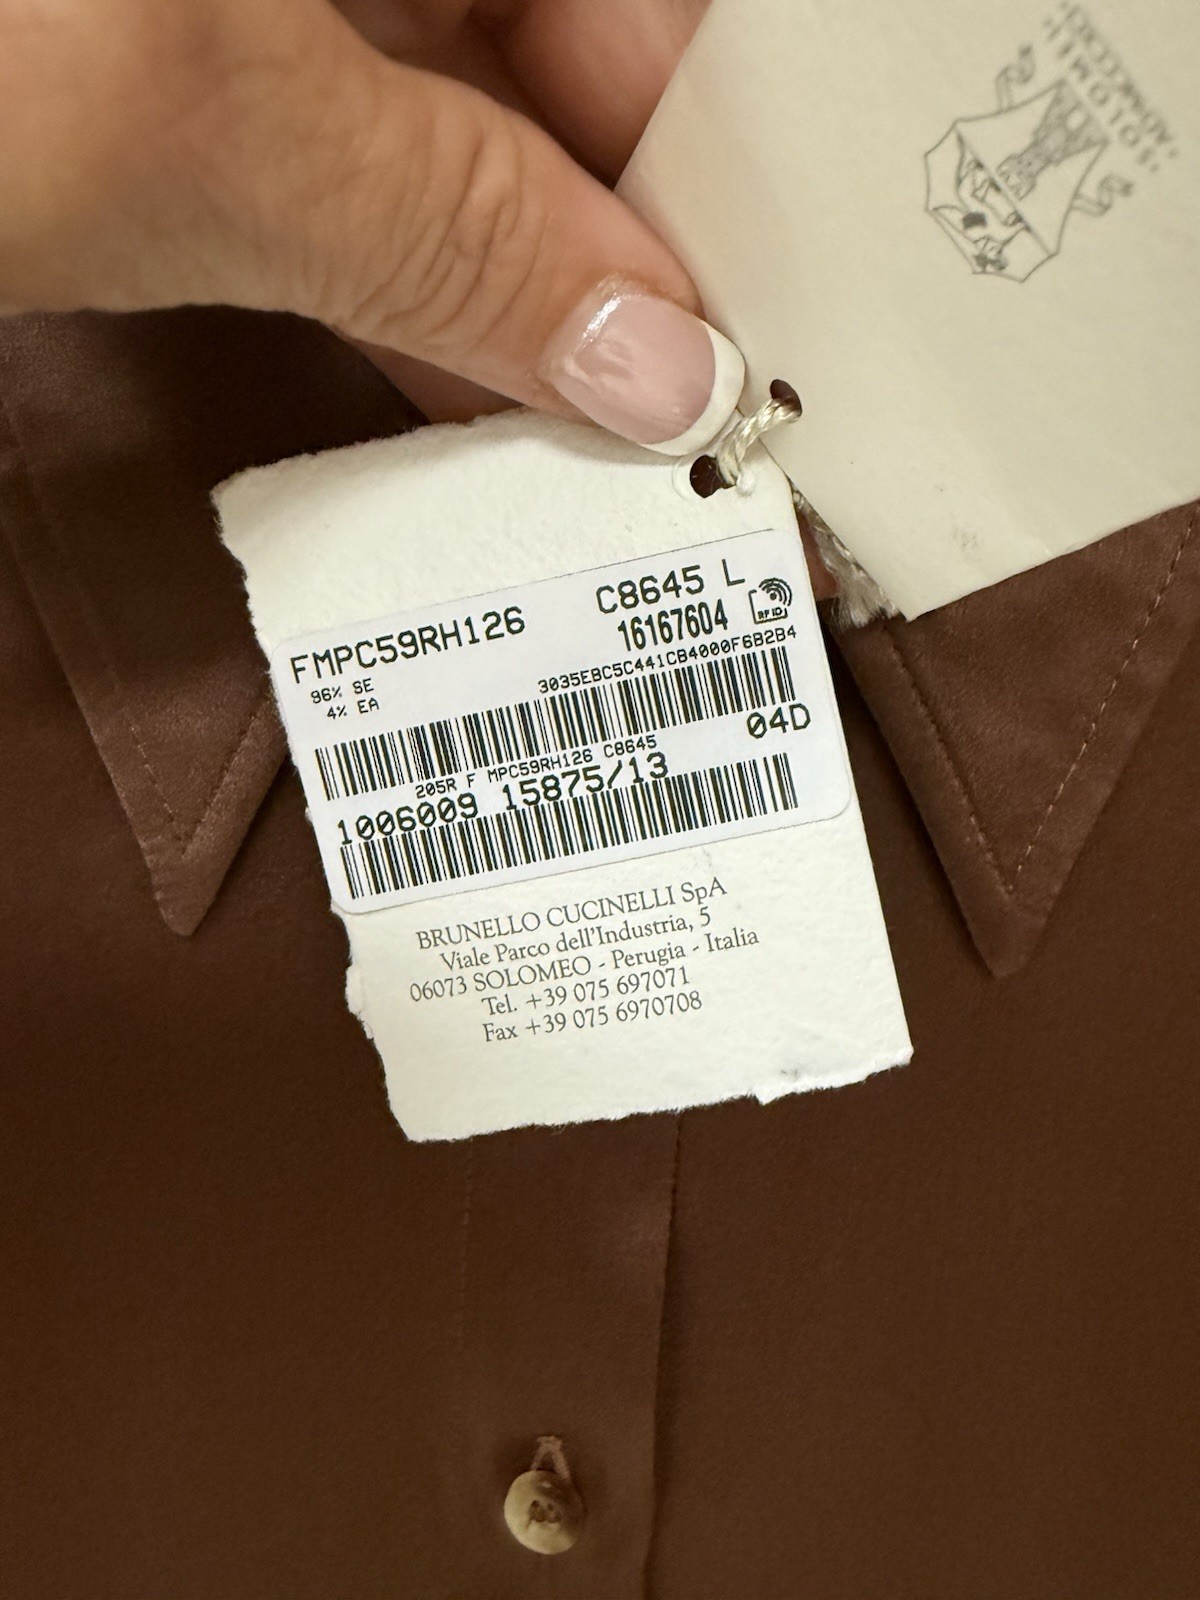 SOLOMEI
FMPC59RH126
C8645 L
16167604
RFID
96% SE
4% EA
3035EBC5C441CB4000F6B2B4
205R F MPC59RH126 C8645
04D
1006009 15875/13
BRUNELLO CUCINELLI SpA
Viale Parco dell'Industria, 5
06073 SOLOMEO - Perugia - Italia
Tel. +39 075 697071
Fax +39 075 6970708